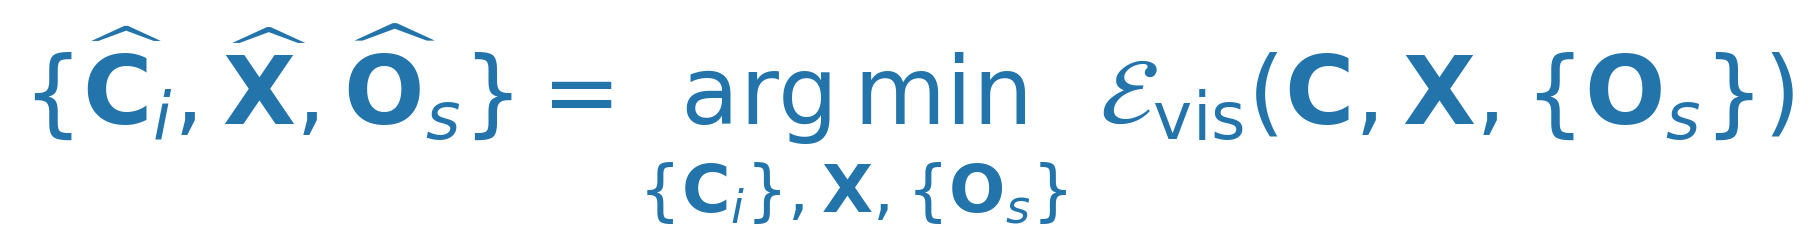 {Ĉ_i, X̂, Ô_s} = arg min ℰ_vis(C, X, {O_s})
{C_i}, X, {O_s}